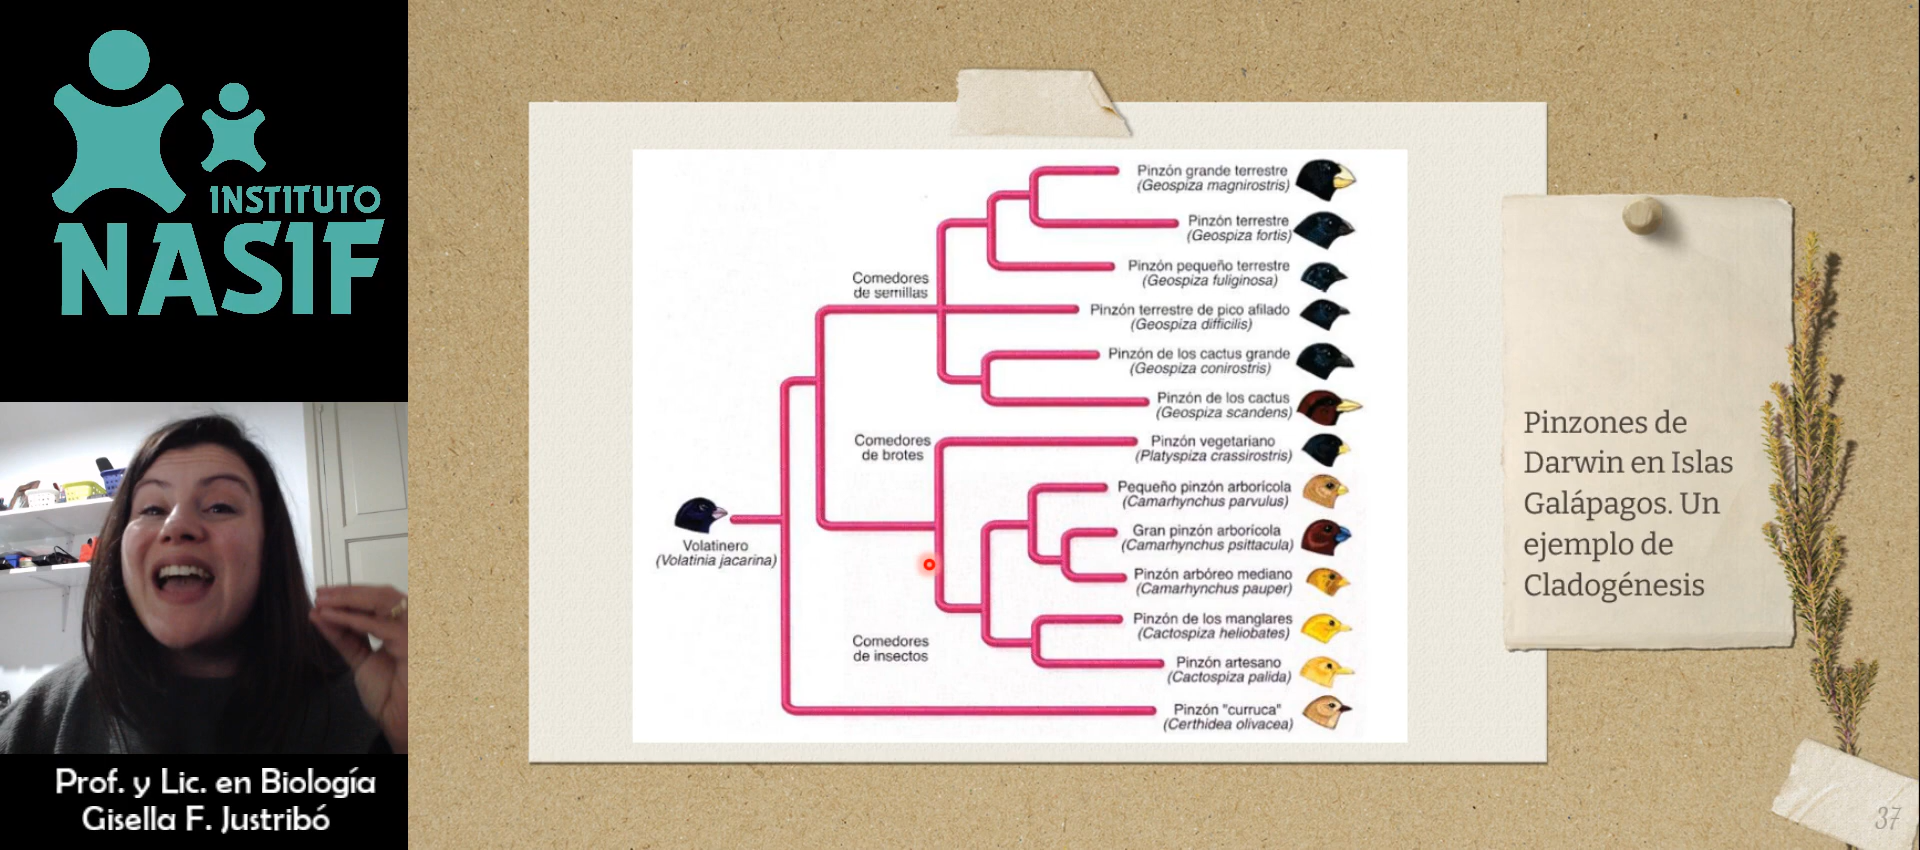 INSTITUTO
NASIF
Prof. y Lic. en Biología
Gisella F. Justribó
Pinzón grande terrestre
(Geospiza magnirostris)
Pinzón terrestre
(Geospiza fortis)
Pinzón pequeño terrestre
(Geospiza fuliginosa)
Comedores
de semillas
Pinzón terrestre de pico afilado
(Geospiza difficilis)
Pinzón de los cactus grande
(Geospiza conirostris)
Pinzón de los cactus
(Geospiza scandens)
Comedores
de brotes
Pinzón vegetariano
(Platyspiza crassirostris)
Pequeño pinzón arborícola
(Camarhynchus parvulus)
Gran pinzón arborícola
(Camarhynchus psittacula)
Volatinero
(Volatinia jacarina)
Pinzón arbóreo mediano
(Camarhynchus pauper)
Pinzón de los manglares
(Cactospiza heliobates)
Comedores
de insectos
Pinzón artesano
(Cactospiza palida)
Pinzón "curruca"
(Certhidea olivacea)
Pinzones de
Darwin en Islas
Galápagos. Un
ejemplo de
Cladogénesis
37